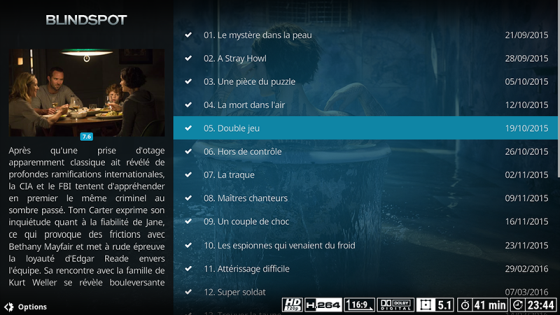 BLINDSPOT
7.6
Après qu'une prise d'otage
apparemment classique ait révélé de
profondes ramifications internationales,
la CIA et le FBI tentent d'appréhender
en premier le même criminel au
sombre passé. Tom Carter exprime son
inquiétude quant à la fiabilité de Jane,
ce qui provoque des frictions avec
Bethany Mayfair et met à rude épreuve
la loyauté d'Edgar Reade envers
l'équipe. Sa rencontre avec la famille de
Kurt Weller se révèle bouleversante
Options
01. Le mystère dans la peau 21/09/2015
02. A Stray Howl 28/09/2015
03. Une pièce du puzzle 05/10/2015
04. La mort dans l'air 12/10/2015
05. Double jeu 19/10/2015
06. Hors de contrôle 26/10/2015
07. La traque 02/11/2015
08. Maîtres chanteurs 09/11/2015
09. Un couple de choc 16/11/2015
10. Les espionnes qui venaient du froid 23/11/2015
11. Attérissage difficile 29/02/2016
12. Super soldat 07/03/2016
HD H.264 16:9 DOLBY DIGITAL 5.1 41 min 23:44